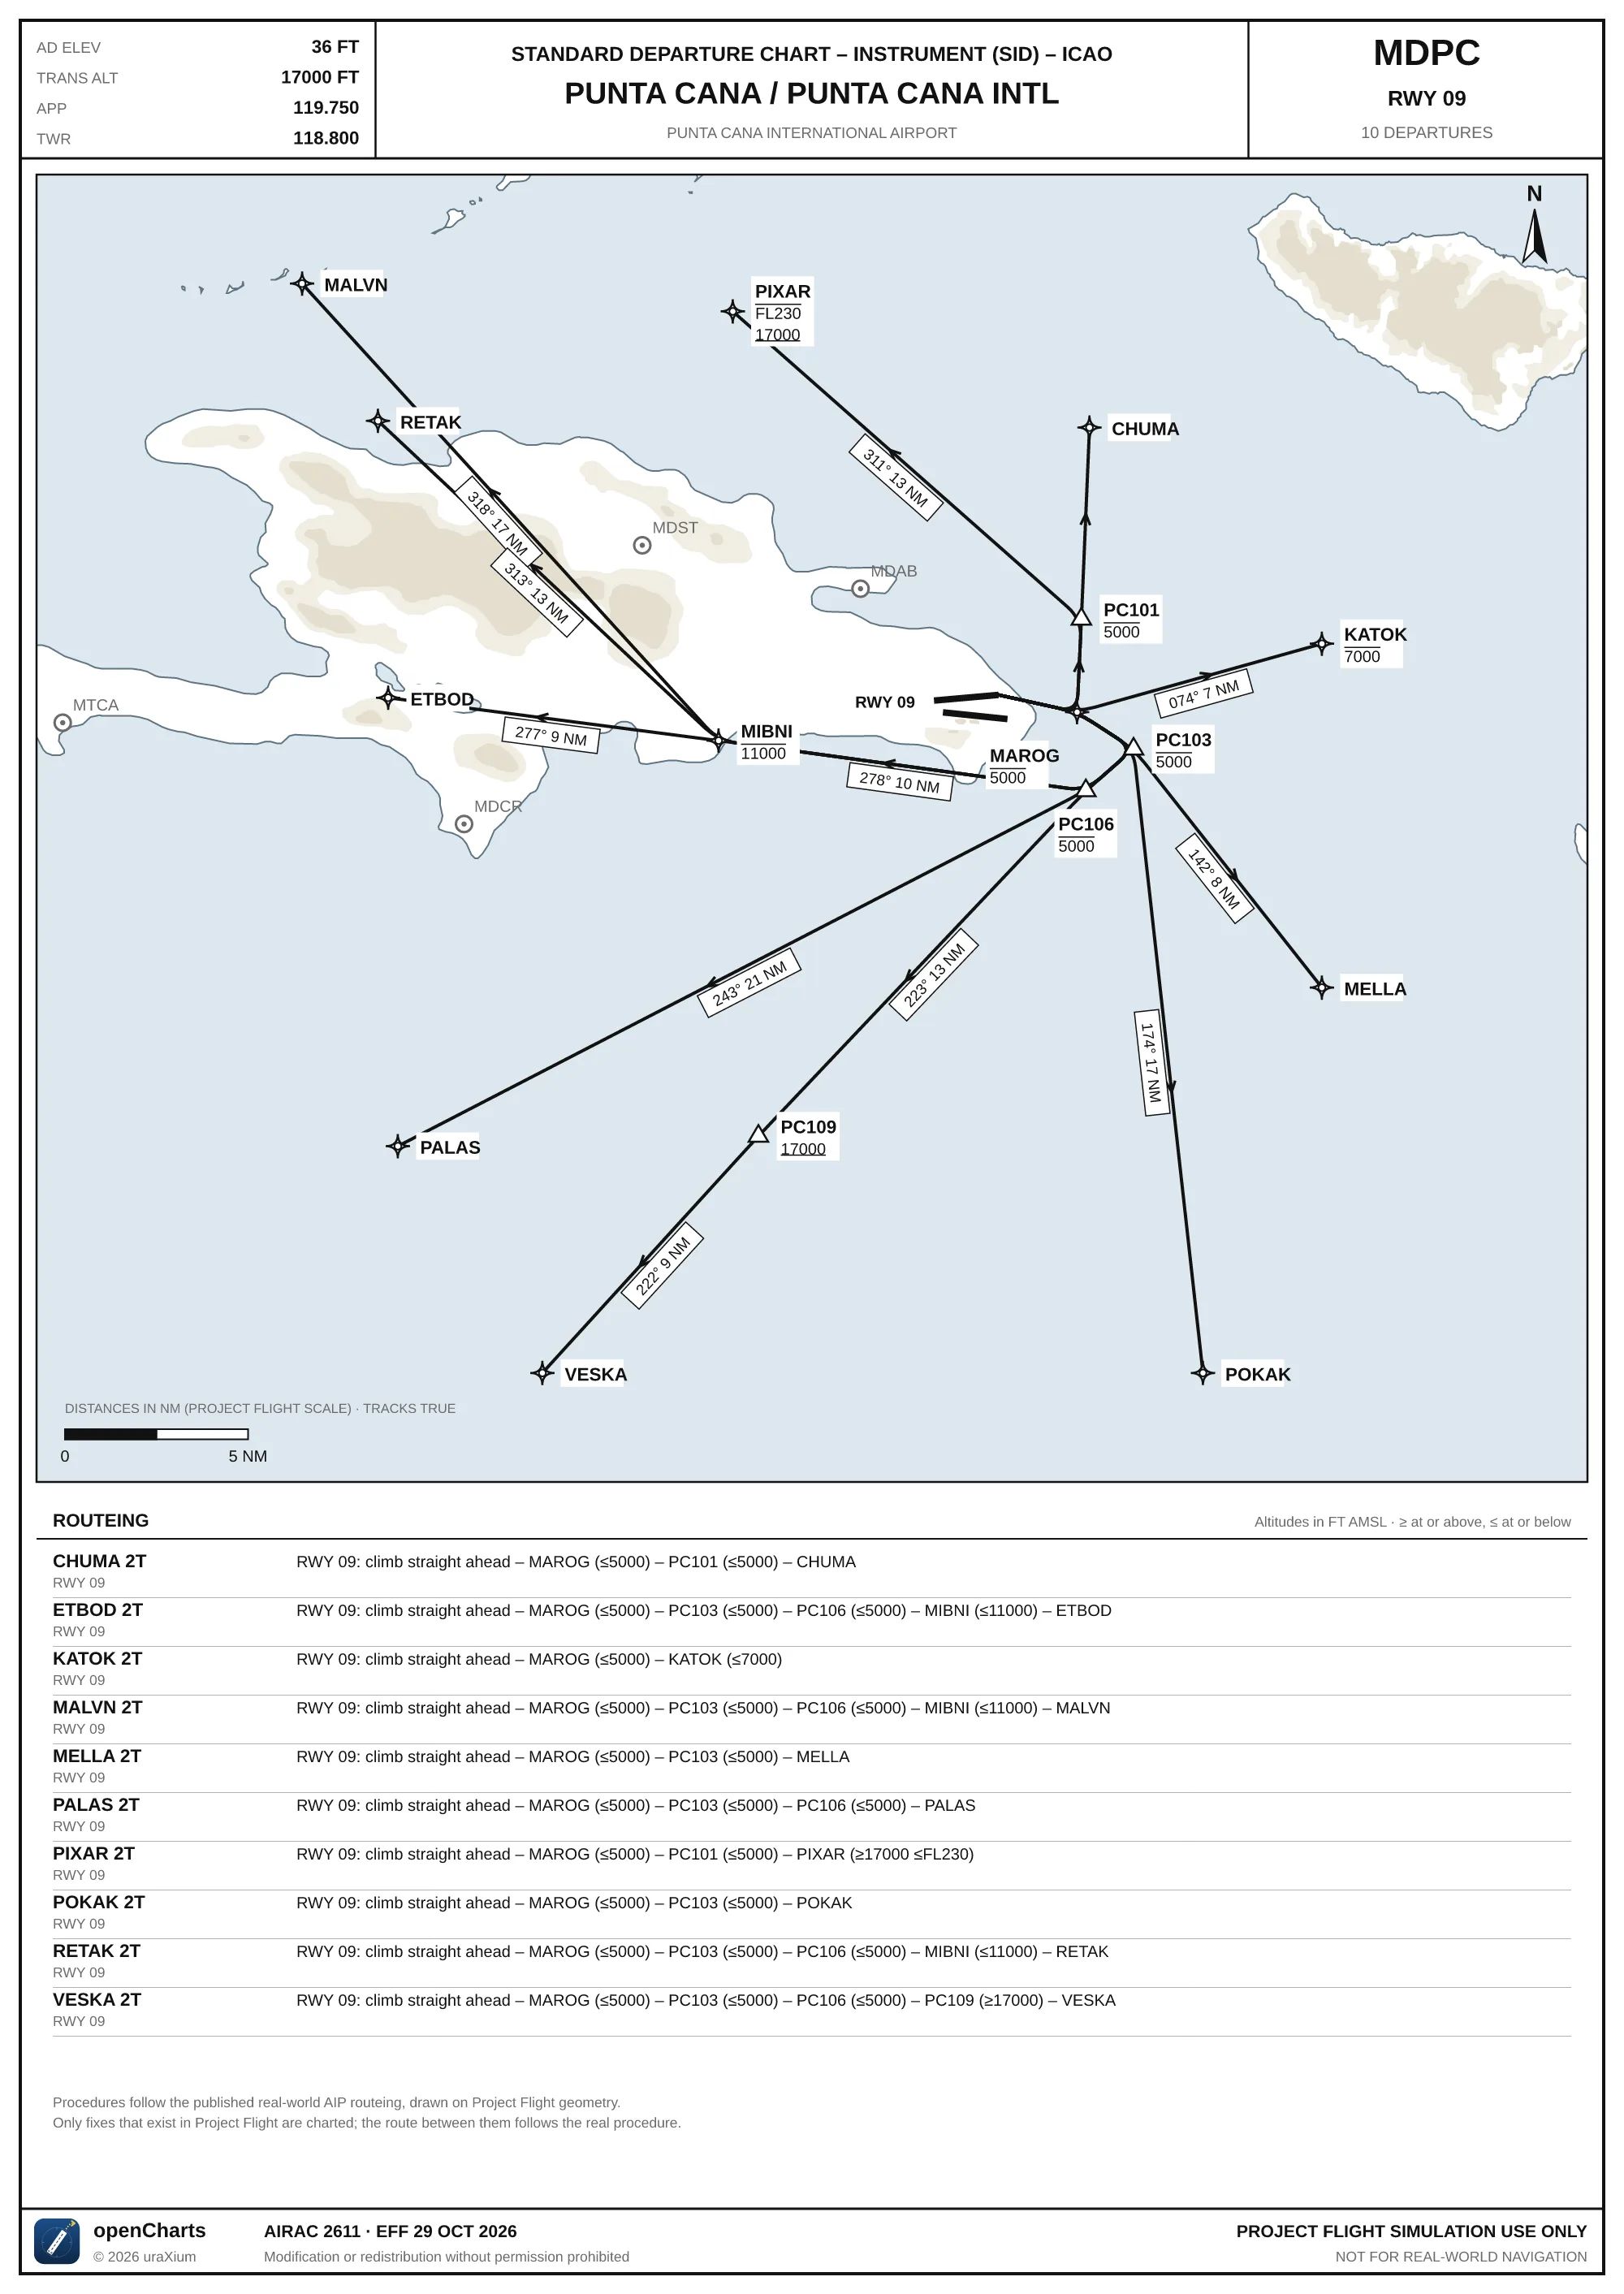 AD ELEV 36 FT
TRANS ALT 17000 FT
APP 119.750
TWR 118.800
STANDARD DEPARTURE CHART – INSTRUMENT (SID) – ICAO
PUNTA CANA / PUNTA CANA INTL
PUNTA CANA INTERNATIONAL AIRPORT
MDPC
RWY 09
10 DEPARTURES
N
MALVN
PIXAR
FL230
17000
RETAK
CHUMA
311° 13 NM
318° 17 NM
MDST
313° 13 NM
MDAB
PC101
5000
KATOK
7000
074° 7 NM
ETBOD
MTCA
RWY 09
277° 9 NM
MIBNI
11000
MAROG
5000
PC103
5000
278° 10 NM
MDCR
PC106
5000
142° 8 NM
243° 21 NM
223° 13 NM
MELLA
174° 17 NM
PC109
17000
PALAS
222° 9 NM
VESKA
POKAK
DISTANCES IN NM (PROJECT FLIGHT SCALE) · TRACKS TRUE
0 5 NM
ROUTEING
Altitudes in FT AMSL · ≥ at or above, ≤ at or below
CHUMA 2T RWY 09: climb straight ahead – MAROG (≤5000) – PC101 (≤5000) – CHUMA
RWY 09
ETBOD 2T RWY 09: climb straight ahead – MAROG (≤5000) – PC103 (≤5000) – PC106 (≤5000) – MIBNI (≤11000) – ETBOD
RWY 09
KATOK 2T RWY 09: climb straight ahead – MAROG (≤5000) – KATOK (≤7000)
RWY 09
MALVN 2T RWY 09: climb straight ahead – MAROG (≤5000) – PC103 (≤5000) – PC106 (≤5000) – MIBNI (≤11000) – MALVN
RWY 09
MELLA 2T RWY 09: climb straight ahead – MAROG (≤5000) – PC103 (≤5000) – MELLA
RWY 09
PALAS 2T RWY 09: climb straight ahead – MAROG (≤5000) – PC103 (≤5000) – PC106 (≤5000) – PALAS
RWY 09
PIXAR 2T RWY 09: climb straight ahead – MAROG (≤5000) – PC101 (≤5000) – PIXAR (≥17000 ≤FL230)
RWY 09
POKAK 2T RWY 09: climb straight ahead – MAROG (≤5000) – PC103 (≤5000) – POKAK
RWY 09
RETAK 2T RWY 09: climb straight ahead – MAROG (≤5000) – PC103 (≤5000) – PC106 (≤5000) – MIBNI (≤11000) – RETAK
RWY 09
VESKA 2T RWY 09: climb straight ahead – MAROG (≤5000) – PC103 (≤5000) – PC106 (≤5000) – PC109 (≥17000) – VESKA
RWY 09
Procedures follow the published real-world AIP routeing, drawn on Project Flight geometry.
Only fixes that exist in Project Flight are charted; the route between them follows the real procedure.
openCharts
© 2026 uraXium
AIRAC 2611 · EFF 29 OCT 2026
Modification or redistribution without permission prohibited
PROJECT FLIGHT SIMULATION USE ONLY
NOT FOR REAL-WORLD NAVIGATION